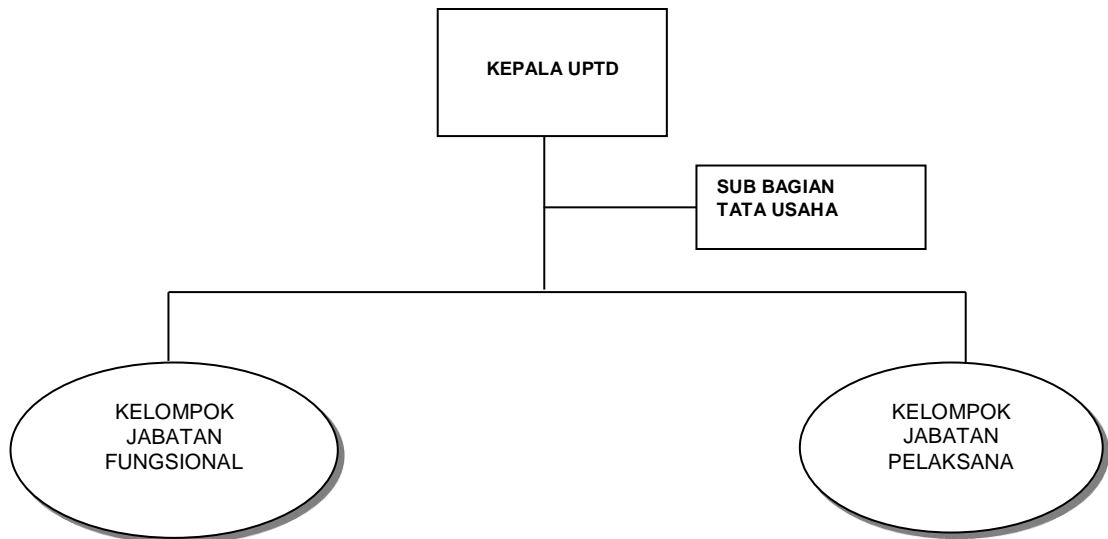 KEPALA UPTD
SUB BAGIAN
TATA USAHA
KELOMPOK
JABATAN
FUNGSIONAL
KELOMPOK
JABATAN
PELAKSANA